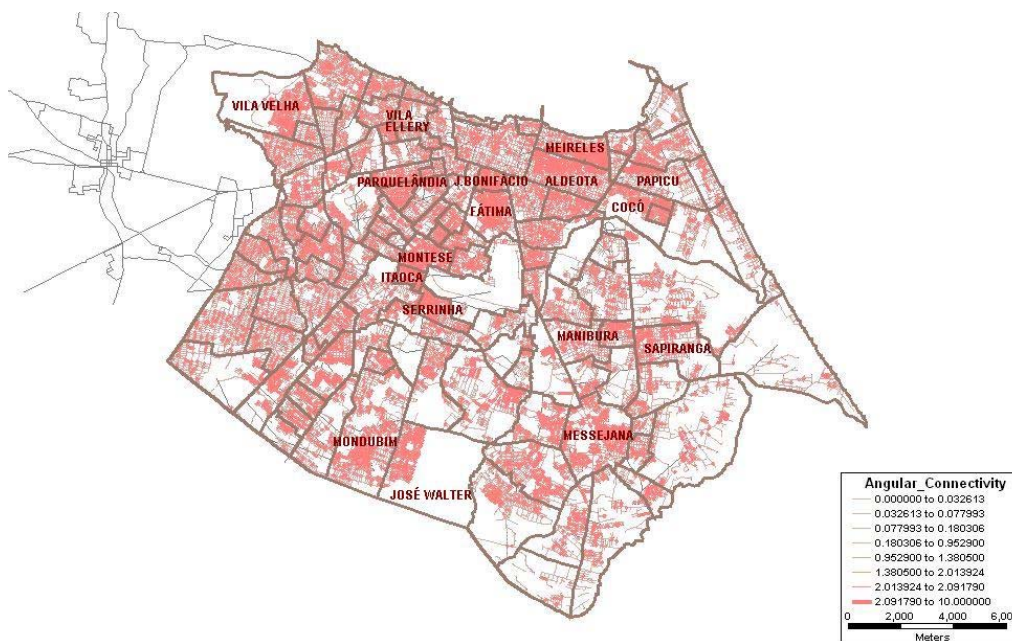 VILA VELHA
VILA
ELLERY
MEIRELES
PARQUELÂNDIA
J.BONIFÁCIO
ALDEOTA
PAPICU
FÁTIMA
COCÓ
MONTESE
ITAOCA
SERRINHA
MANIBURA
SAPIRANGA
MONDUBIM
MESSEJANA
JOSÉ WALTER
Angular_Connectivity
0.000000 to 0.032613
0.032613 to 0.077993
0.077993 to 0.180306
0.180306 to 0.952900
0.952900 to 1.380500
1.380500 to 2.013924
2.013924 to 2.091790
2.091790 to 10.000000
0 2,000 4,000 6,00
Meters